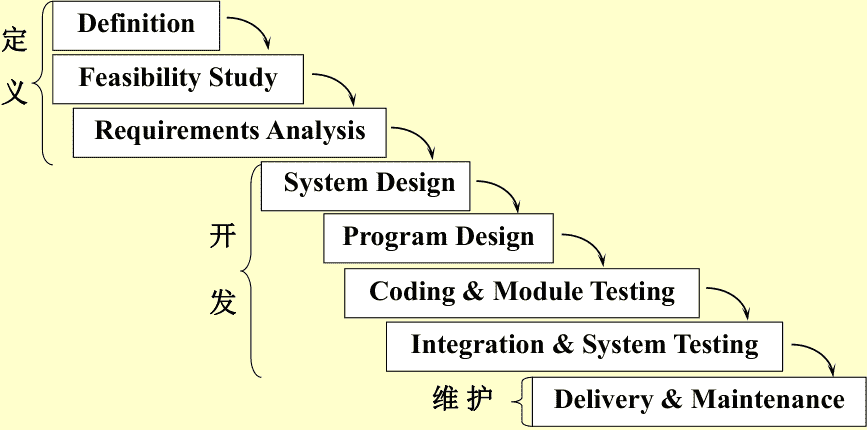 定义
Definition
Feasibility Study
Requirements Analysis
开发
System Design
Program Design
Coding & Module Testing
Integration & System Testing
维护
Delivery & Maintenance